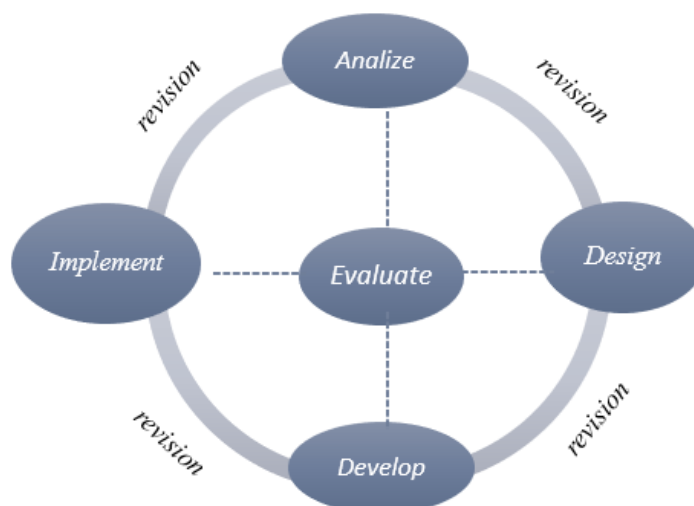 Analize
revision
revision
Implement
Evaluate
Design
revision
revision
Develop